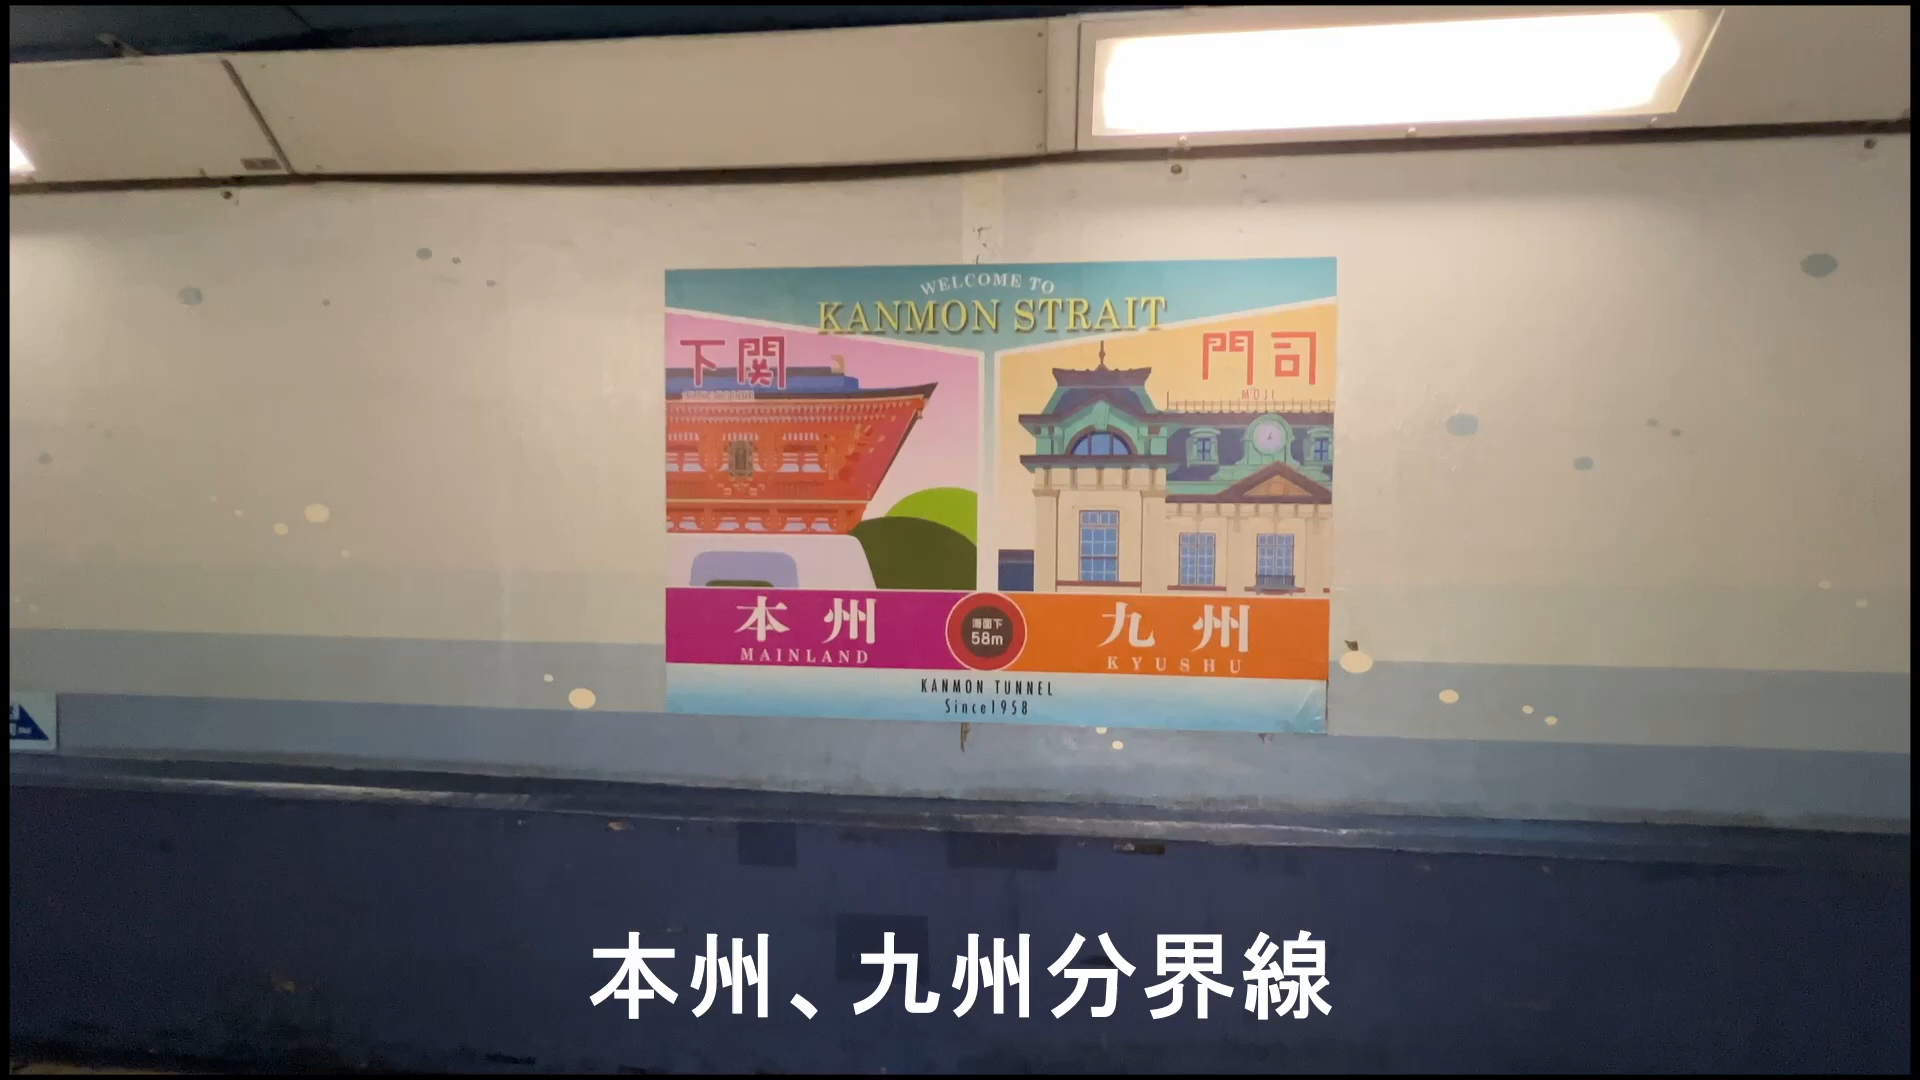 WELCOME TO
KANMON STRAIT
下関
門司
MOJI
本州
MAINLAND
海面下
58m
九州
KYUSHU
KANMON TUNNEL
Since1958
本州、九州分界線